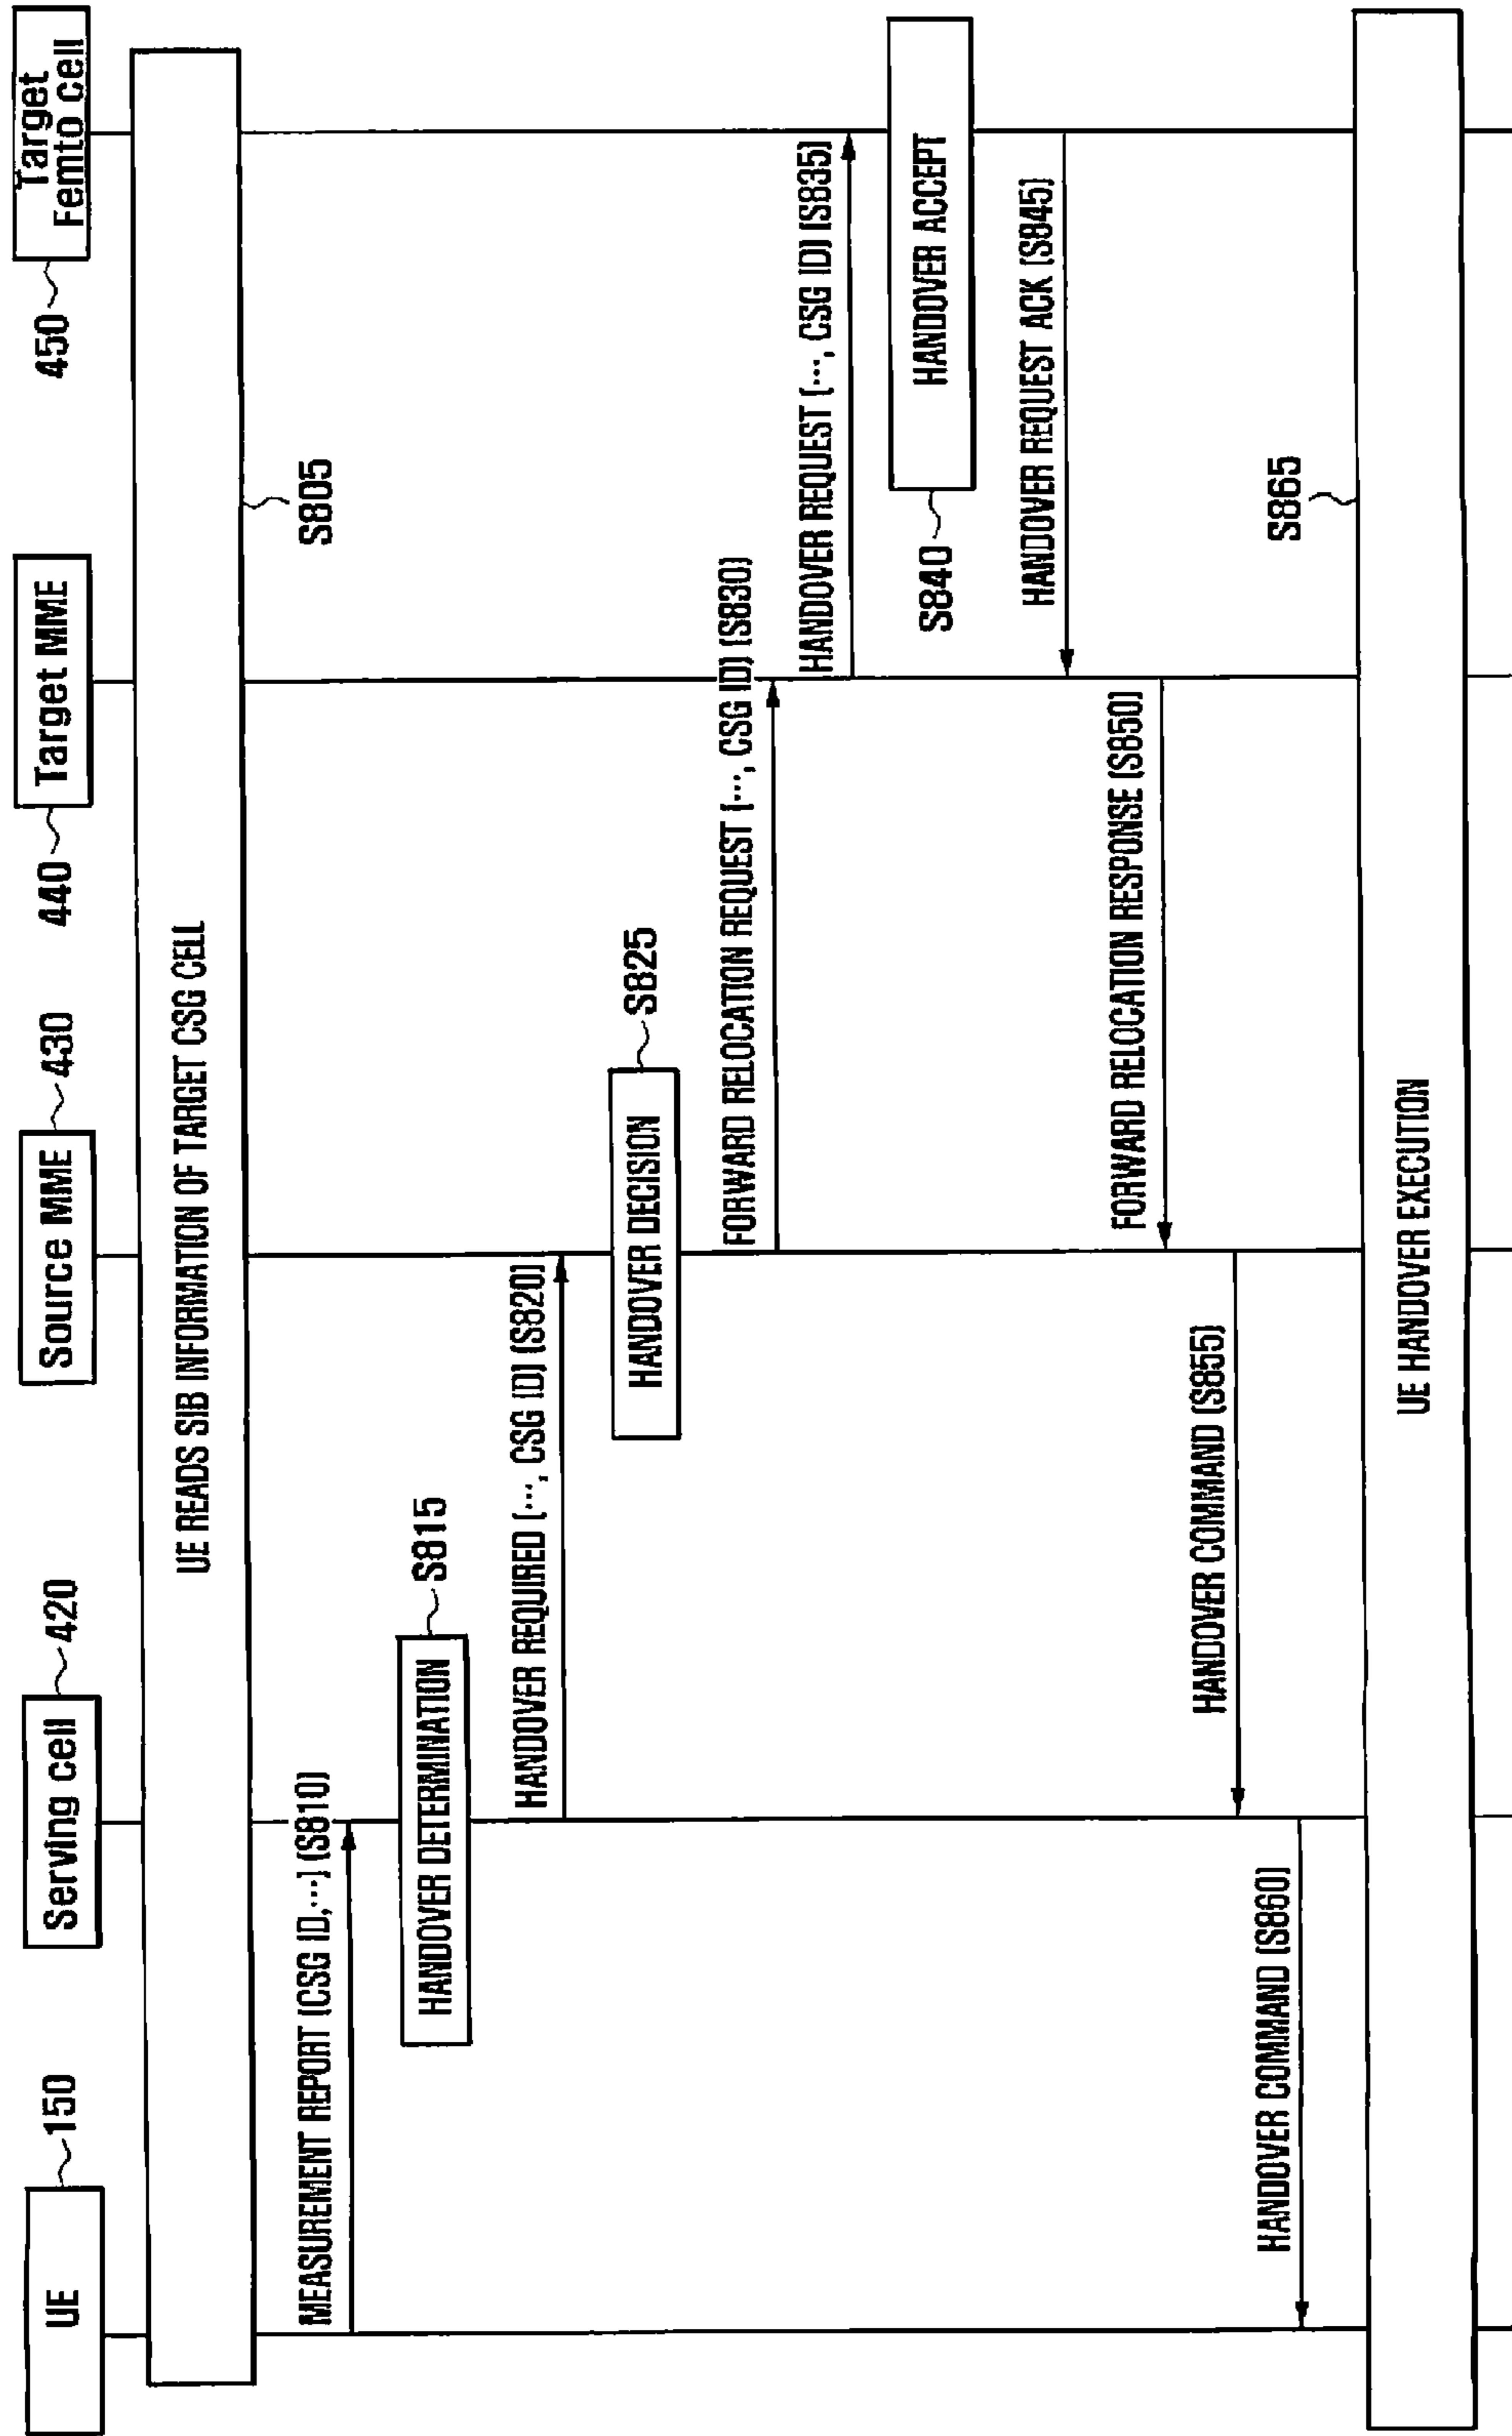 UE
150
Serving cell
420
Source MME
430
Target MME
440
Target
Femto cell
450
UE READS SIB INFORMATION OF TARGET CSG CELL
S805
MEASUREMENT REPORT (CSG ID,···) (S810)
HANDOVER DETERMINATION
S815
HANDOVER REQUIRED (···, CSG ID) (S820)
HANDOVER DECISION
S825
FORWARD RELOCATION REQUEST (···, CSG ID) (S830)
HANDOVER REQUEST (···, CSG ID) (S835)
HANDOVER ACCEPT
S840
HANDOVER REQUEST ACK (S845)
FORWARD RELOCATION RESPONSE (S850)
HANDOVER COMMAND (S855)
HANDOVER COMMAND (S860)
S865
UE HANDOVER EXECUTION